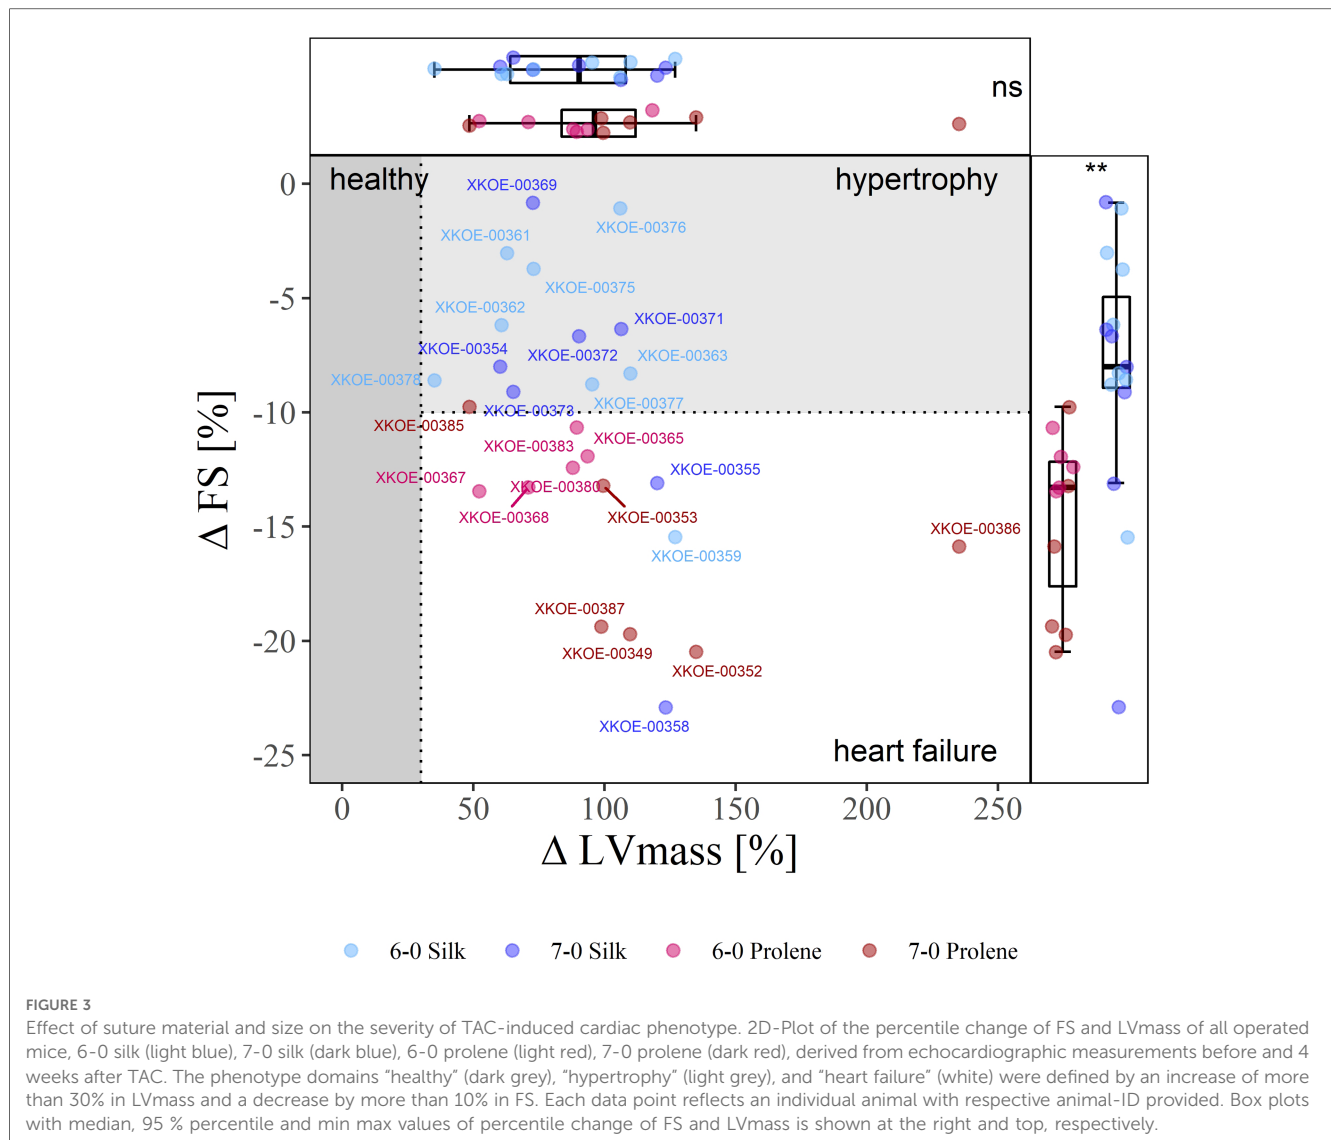 ns
**
healthy
hypertrophy
heart failure
XKOE-00369
XKOE-00376
XKOE-00361
XKOE-00375
XKOE-00362
XKOE-00371
XKOE-00354
XKOE-00372
XKOE-00363
XKOE-00378
XKOE-00377
XKOE-00373
XKOE-00385
XKOE-00383
XKOE-00365
XKOE-00367
XKOE-00380
XKOE-00355
XKOE-00368
XKOE-00353
XKOE-00386
XKOE-00359
XKOE-00387
XKOE-00349
XKOE-00352
XKOE-00358
0
-5
-10
-15
-20
-25
Δ FS [%]
0 50 100 150 200 250
Δ LVmass [%]
6-0 Silk 7-0 Silk 6-0 Prolene 7-0 Prolene
FIGURE 3
Effect of suture material and size on the severity of TAC-induced cardiac phenotype. 2D-Plot of the percentile change of FS and LVmass of all operated
mice, 6-0 silk (light blue), 7-0 silk (dark blue), 6-0 prolene (light red), 7-0 prolene (dark red), derived from echocardiographic measurements before and 4
weeks after TAC. The phenotype domains “healthy” (dark grey), “hypertrophy” (light grey), and “heart failure” (white) were defined by an increase of more
than 30% in LVmass and a decrease by more than 10% in FS. Each data point reflects an individual animal with respective animal-ID provided. Box plots
with median, 95 % percentile and min max values of percentile change of FS and LVmass is shown at the right and top, respectively.